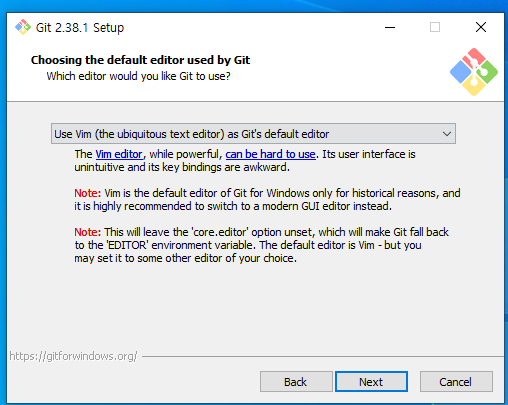 Git 2.38.1 Setup
Choosing the default editor used by Git
Which editor would you like Git to use?
Use Vim (the ubiquitous text editor) as Git's default editor
The Vim editor, while powerful, can be hard to use. Its user interface is
unintuitive and its key bindings are awkward.
Note: Vim is the default editor of Git for Windows only for historical reasons, and
it is highly recommended to switch to a modern GUI editor instead.
Note: This will leave the 'core.editor' option unset, which will make Git fall back
to the 'EDITOR' environment variable. The default editor is Vim - but you
may set it to some other editor of your choice.
https://gitforwindows.org/
Back Next Cancel